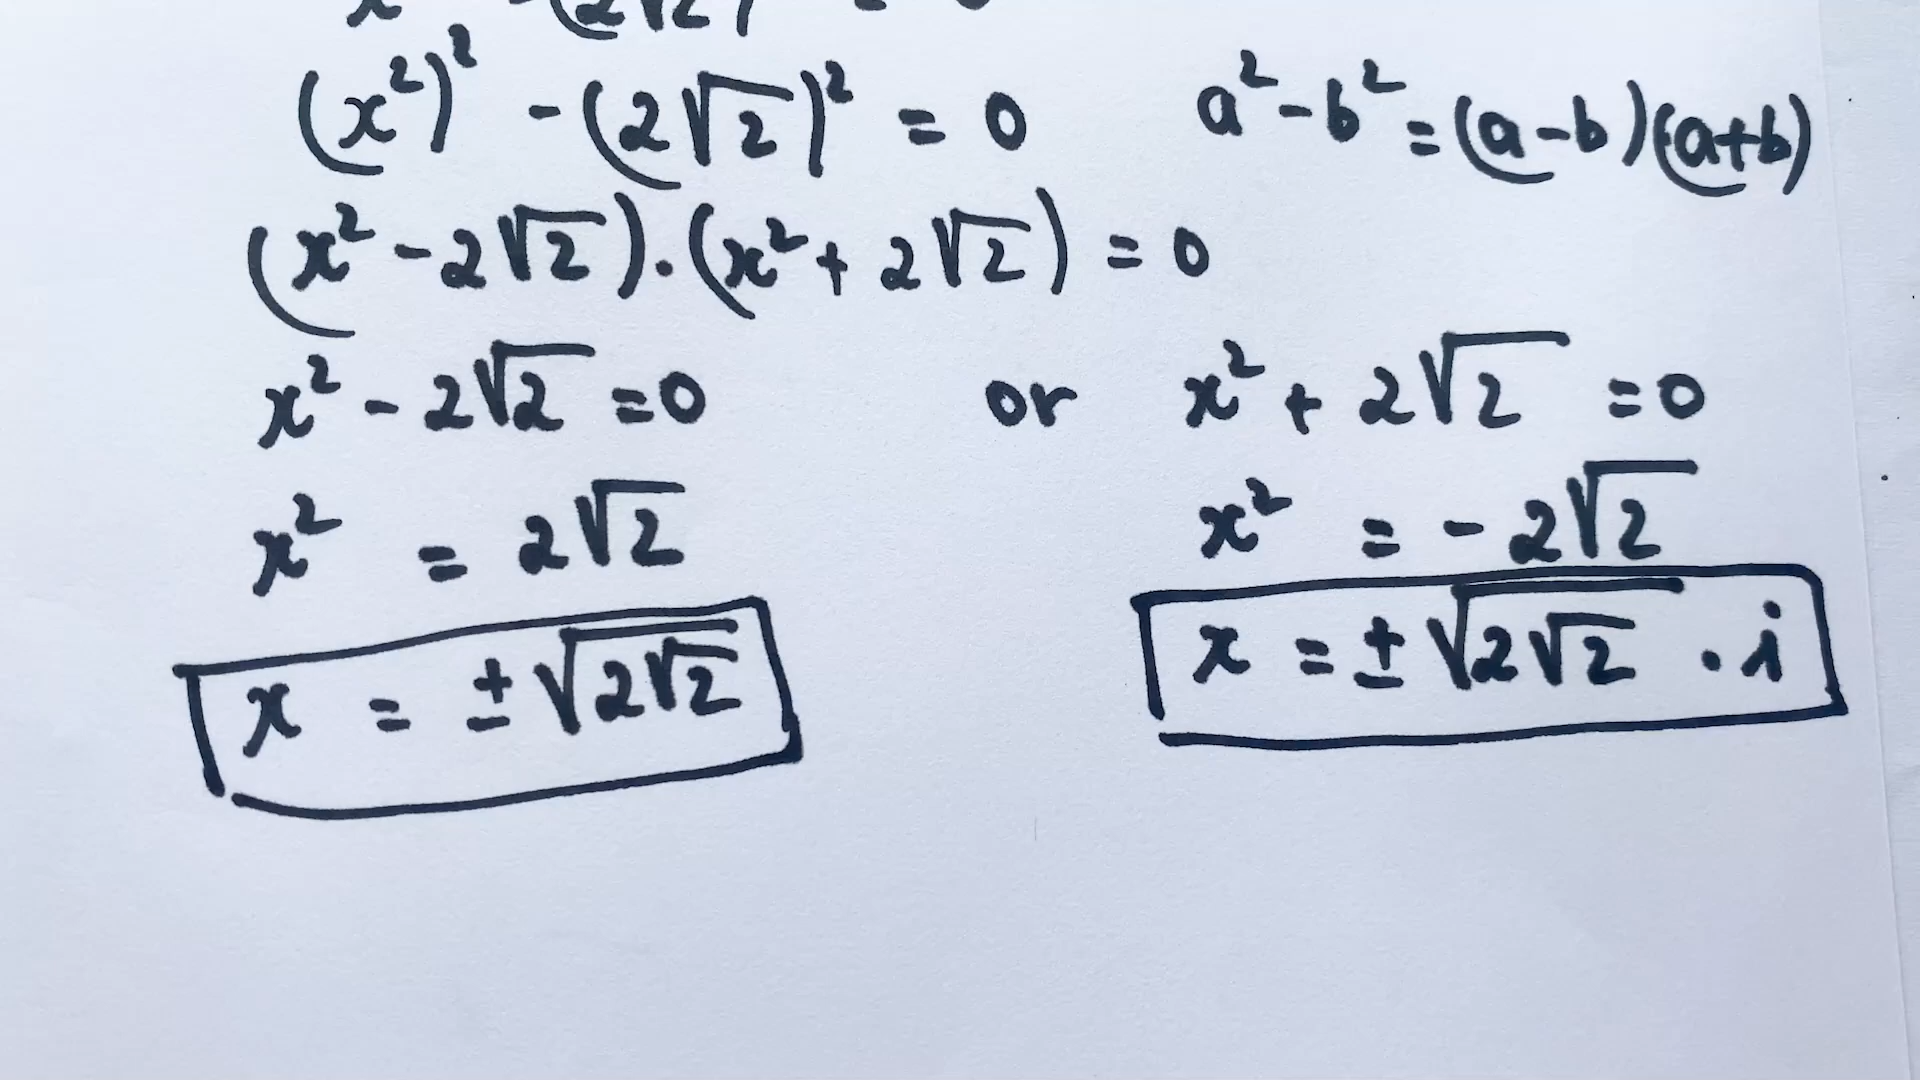 (x²)² - (2√2)² = 0 a² - b² = (a-b)(a+b)
(x² - 2√2) · (x² + 2√2) = 0
x² - 2√2 = 0 or x² + 2√2 = 0
x² = 2√2 x² = - 2√2
x = ±√(2√2) x = ±√(2√2) · i